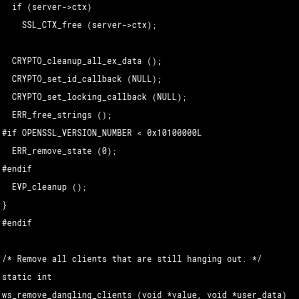 if (server->ctx)
SSL_CTX_free (server->ctx);
CRYPTO_cleanup_all_ex_data ();
CRYPTO_set_id_callback (NULL);
CRYPTO_set_locking_callback (NULL);
ERR_free_strings ();
#if OPENSSL_VERSION_NUMBER < 0x10100000L
ERR_remove_state (0);
#endif
EVP_cleanup ();
}
#endif
/* Remove all clients that are still hanging out. */
static int
ws_remove_dangling_clients (void *value, void *user_data)